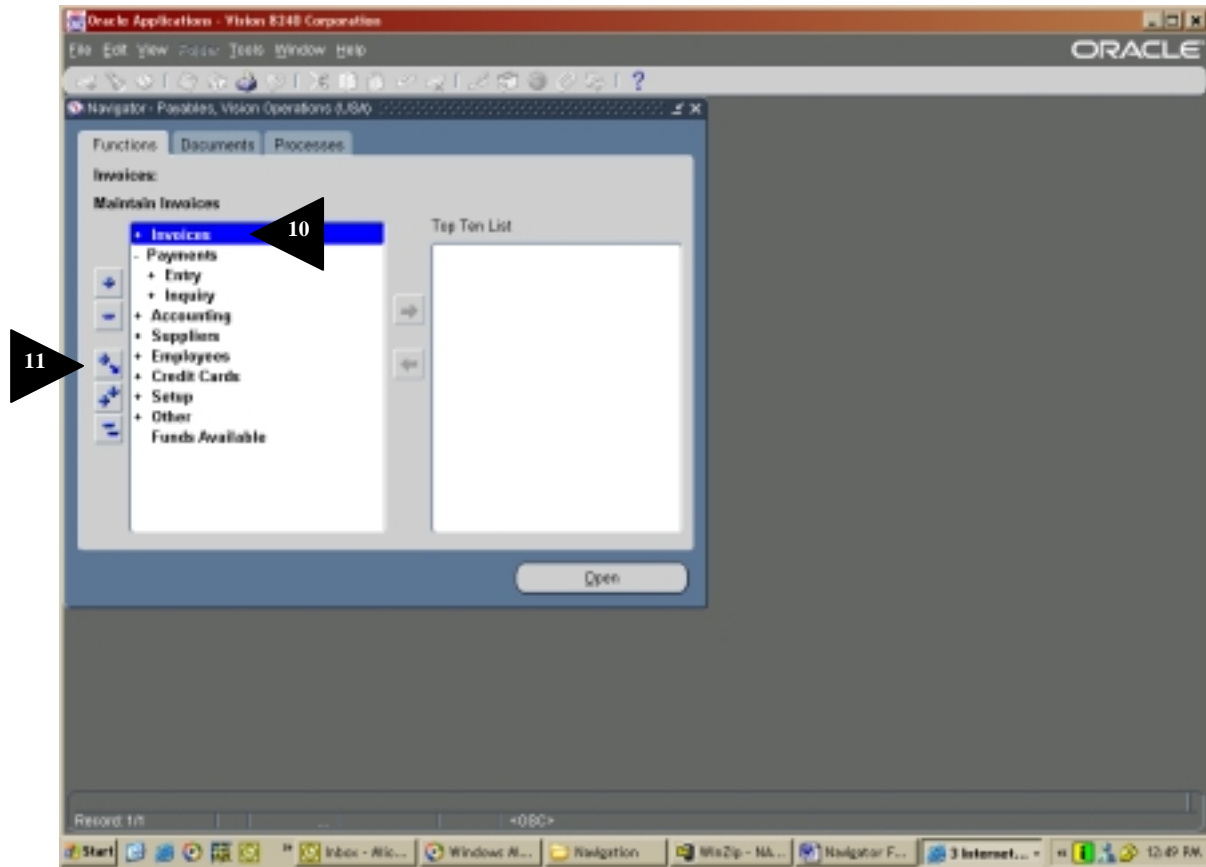 Oracle Applications - Vision 8240 Corporation
File Edit View Folder Tools Window Help
ORACLE
Navigator - Payables, Vision Operations (USA)
Functions Documents Processes
Invoices:
Maintain Invoices
+ Invoices
10
Top Ten List
- Payments
+ Entry
+ Inquiry
+ Accounting
+ Suppliers
11
+ Employees
+ Credit Cards
+ Setup
+ Other
Funds Available
Open
Record: 1/1 ... <OSC>
Start Inbox - Mic... Windows M... Navigation WinZip - NA... Navigator F... 3 Internet... 12:49 PM